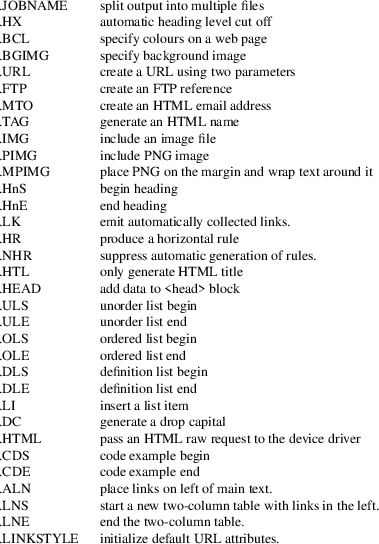 .JOBNAME split output into multiple files
.HX automatic heading level cut off
.BCL specify colours on a web page
.BGIMG specify background image
.URL create a URL using two parameters
.FTP create an FTP reference
.MTO create an HTML email address
.TAG generate an HTML name
.IMG include an image file
.PIMG include PNG image
.MPIMG place PNG on the margin and wrap text around it
.HnS begin heading
.HnE end heading
.LK emit automatically collected links.
.HR produce a horizontal rule
.NHR suppress automatic generation of rules.
.HTL only generate HTML title
.HEAD add data to <head> block
.ULS unorder list begin
.ULE unorder list end
.OLS ordered list begin
.OLE ordered list end
.DLS definition list begin
.DLE definition list end
.LI insert a list item
.DC generate a drop capital
.HTML pass an HTML raw request to the device driver
.CDS code example begin
.CDE code example end
.ALN place links on left of main text.
.LNS start a new two-column table with links in the left.
.LNE end the two-column table.
.LINKSTYLE initialize default URL attributes.